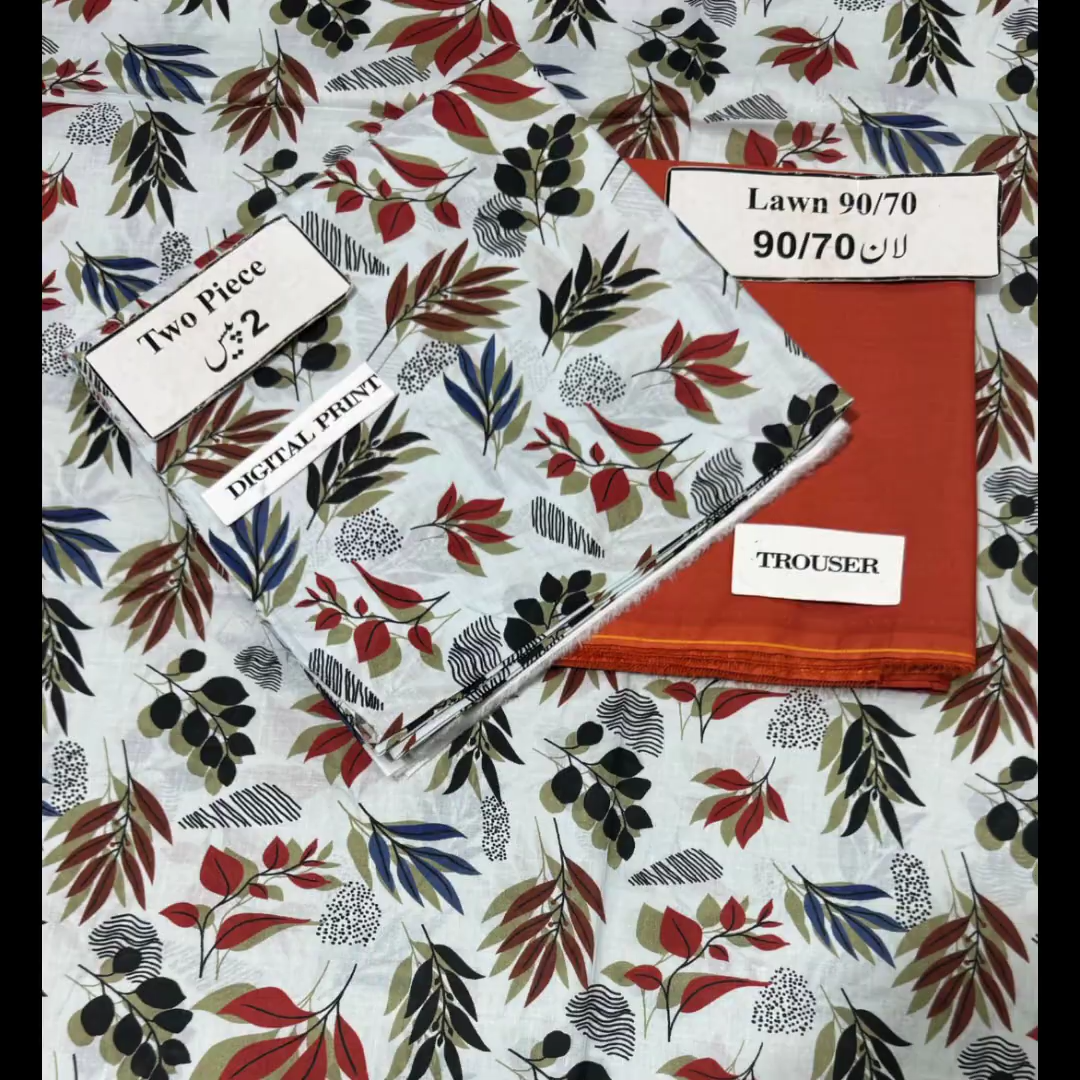 Lawn 90/70
لان 90/70
Two Piece
2 پیس
DIGITAL PRINT
TROUSER